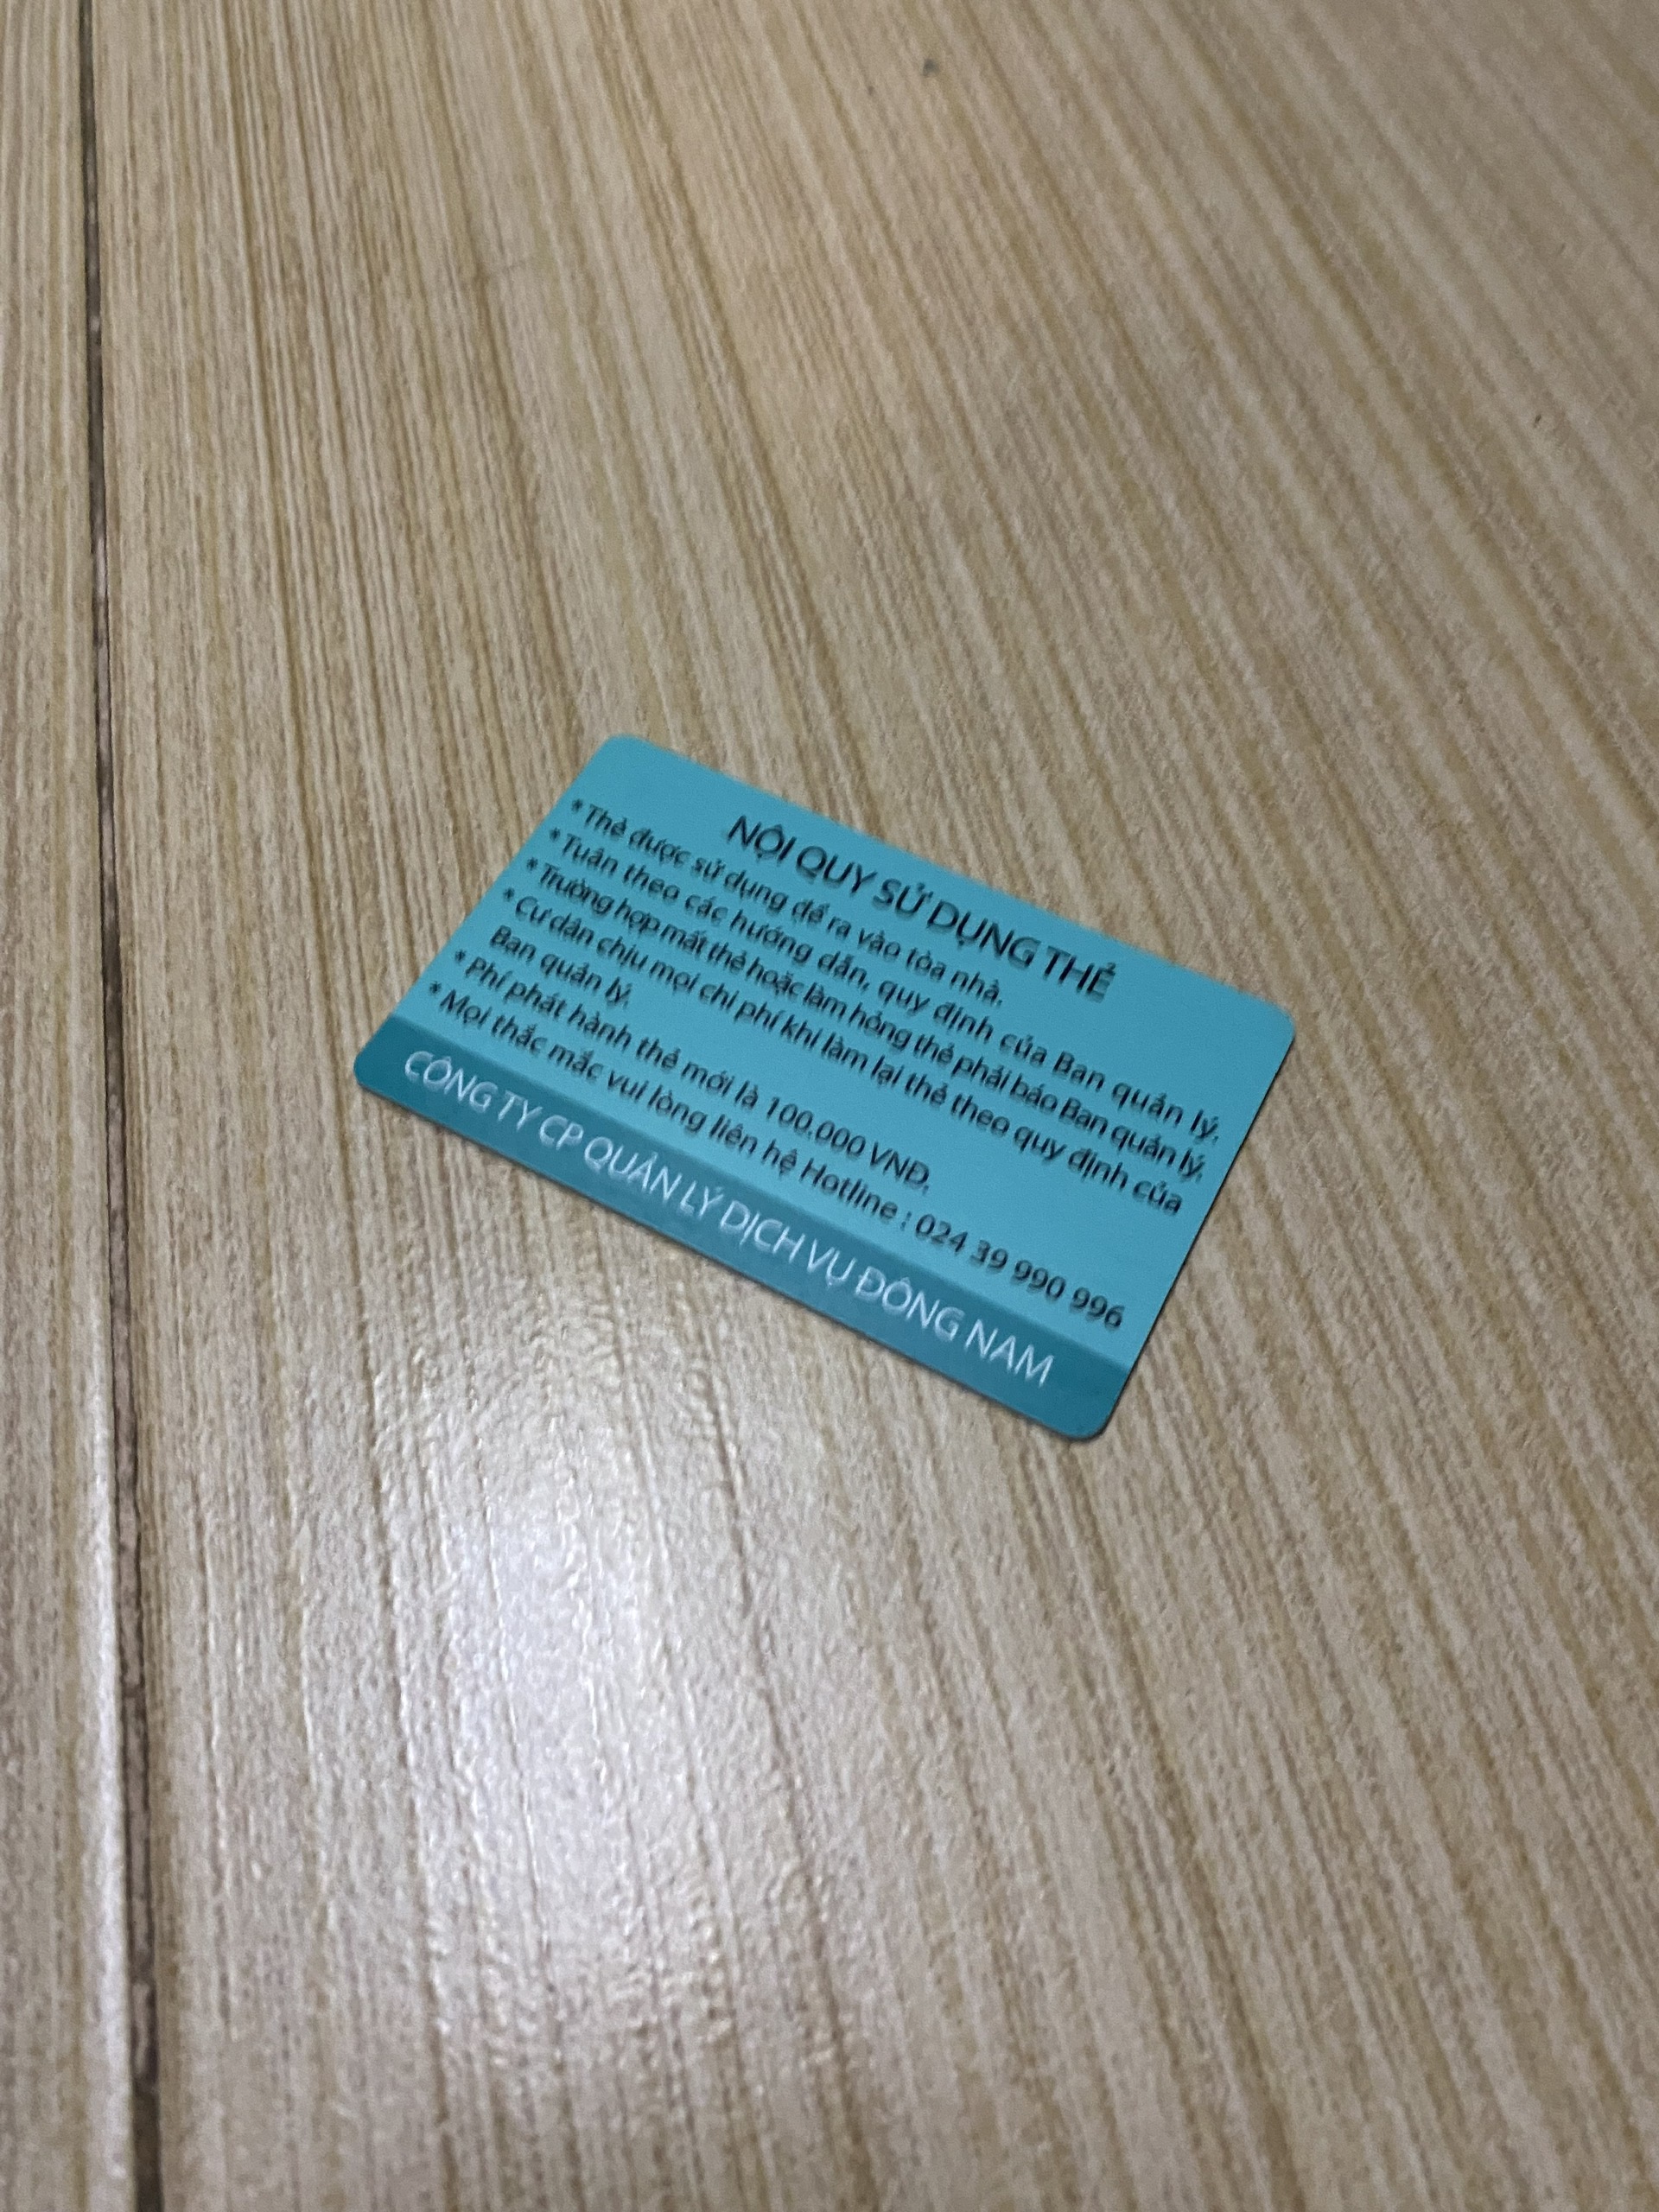 NỘI QUY SỬ DỤNG THẺ
* Thẻ được sử dụng để ra vào tòa nhà.
* Tuân theo các hướng dẫn, quy định của Ban quản lý.
* Trường hợp mất thẻ hoặc làm hỏng thẻ phải báo Ban quản lý.
* Cư dân chịu mọi chi phí khi làm lại thẻ theo quy định của
Ban quản lý.
* Phí phát hành thẻ mới là 100.000 VNĐ.
* Mọi thắc mắc vui lòng liên hệ Hotline : 024 39 990 996
CÔNG TY CP QUẢN LÝ DỊCH VỤ ĐÔNG NAM